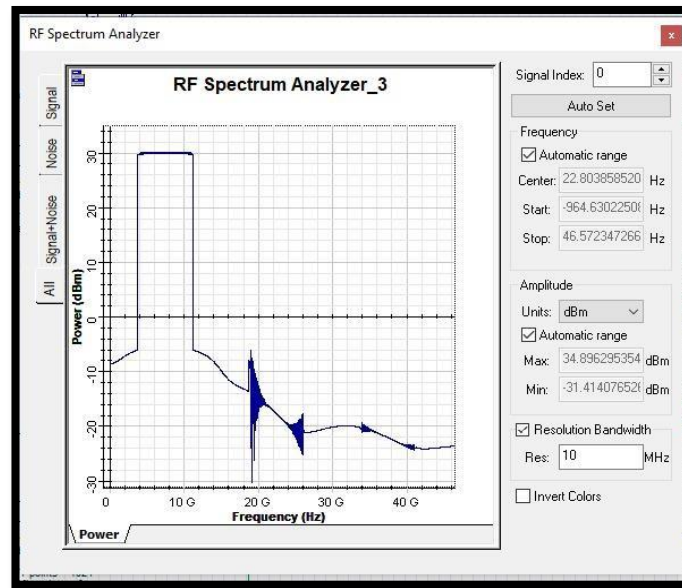 RF Spectrum Analyzer
x
Signal
Noise
Signal+Noise
All
RF Spectrum Analyzer_3
Power (dBm)
30
20
10
0
-10
-20
-30
0
10 G
20 G
30 G
40 G
Frequency (Hz)
Power
Signal Index: 0
Auto Set
Frequency
Automatic range
Center: 22.803858520 Hz
Start: -964.63022508 Hz
Stop: 46.572347266 Hz
Amplitude
Units: dBm
Automatic range
Max: 34.896295354 dBm
Min: -31.414076526 dBm
Resolution Bandwidth
Res: 10 MHz
Invert Colors